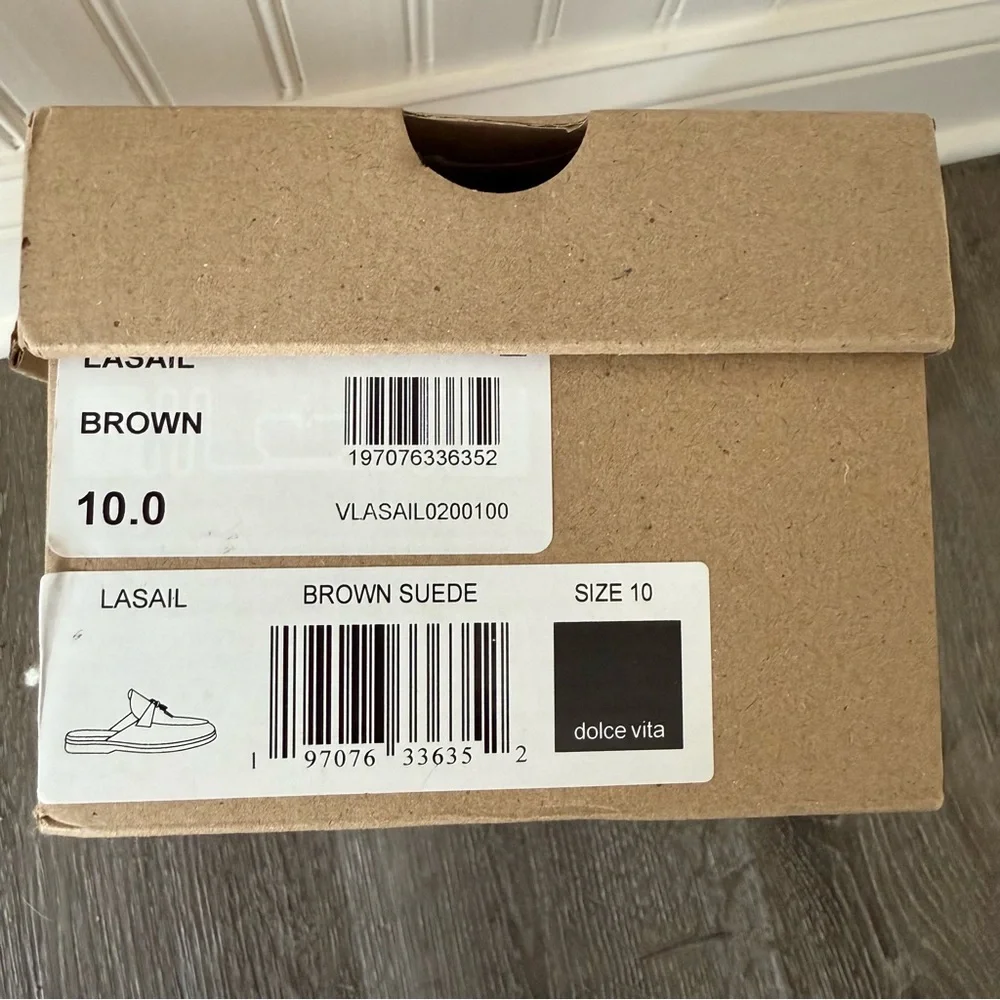 LASAIL
BROWN
197076336352
10.0
VLASAIL0200100
LASAIL
BROWN SUEDE
SIZE 10
dolce vita
1 97076 33635 2